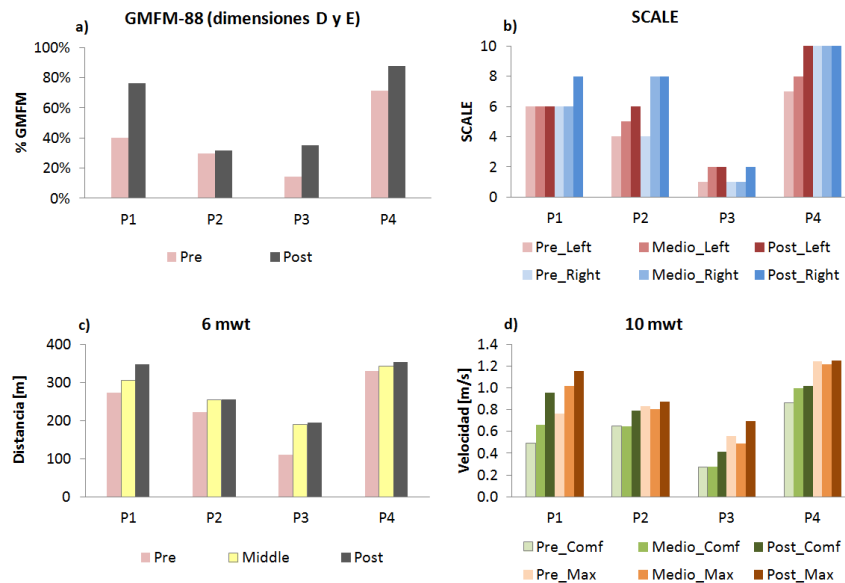 a) GMFM-88 (dimensiones D y E)
100%
80%
60%
40%
20%
0%
% GMFM
P1 P2 P3 P4
Pre Post
SCALE
b)
10
8
6
4
2
0
SCALE
P1 P2 P3 P4
Pre_Left Medio_Left Post_Left
Pre_Right Medio_Right Post_Right
c) 6 mwt
400
300
200
100
0
Distancia [m]
P1 P2 P3 P4
Pre Middle Post
d) 10 mwt
1.4
1.2
1.0
0.8
0.6
0.4
0.2
0.0
Velocidad [m/s]
P1 P2 P3 P4
Pre_Comf Medio_Comf Post_Comf
Pre_Max Medio_Max Post_Max